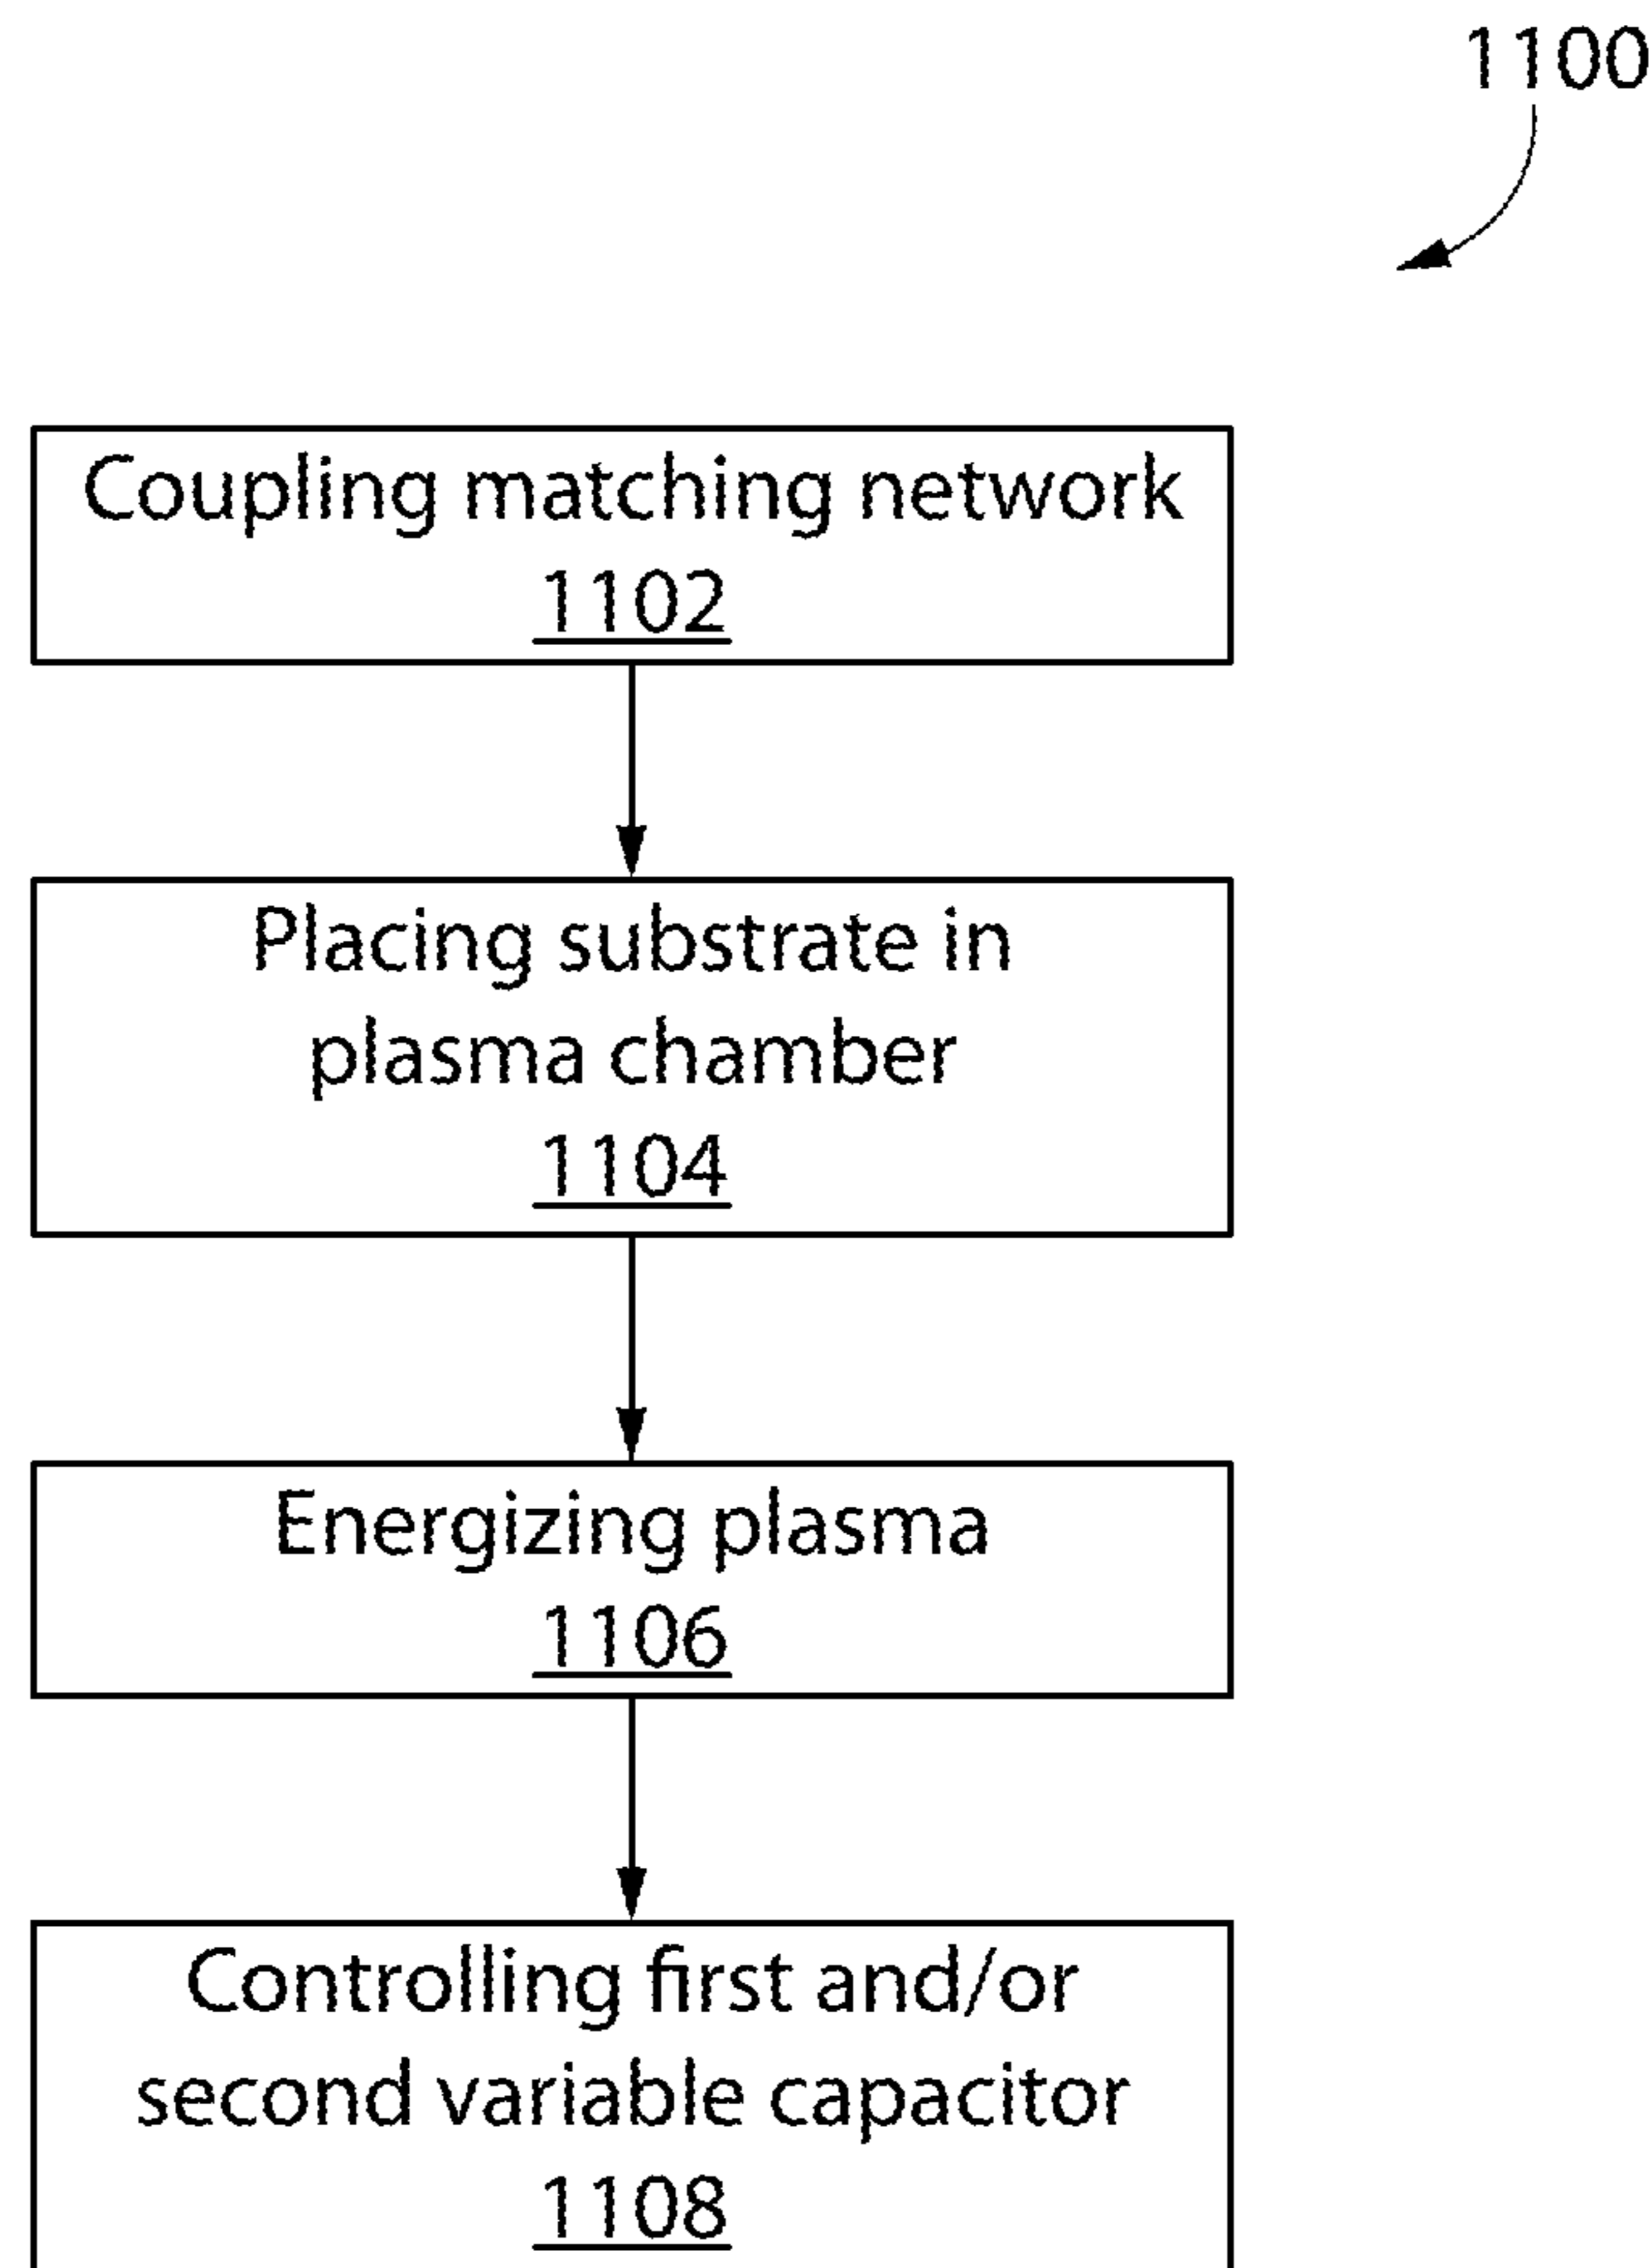 1100
Coupling matching network
1102
Placing substrate in
plasma chamber
1104
Energizing plasma
1106
Controlling first and/or
second variable capacitor
1108